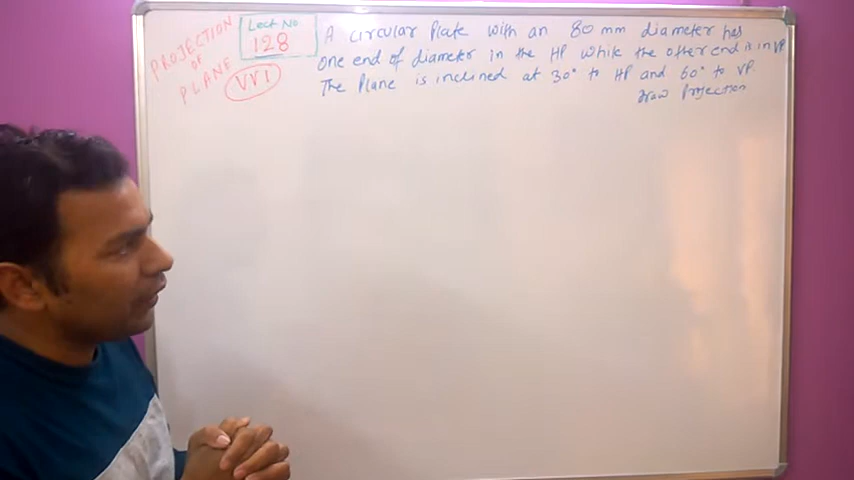 PROJECTION
OF
PLANE
VVI
Lect No
128
A circular Plate with an 80 mm diameter has
one end of diameter in the HP while the other end is in VP
The Plane is inclined at 30° to HP and 60° to VP.
Draw Projection